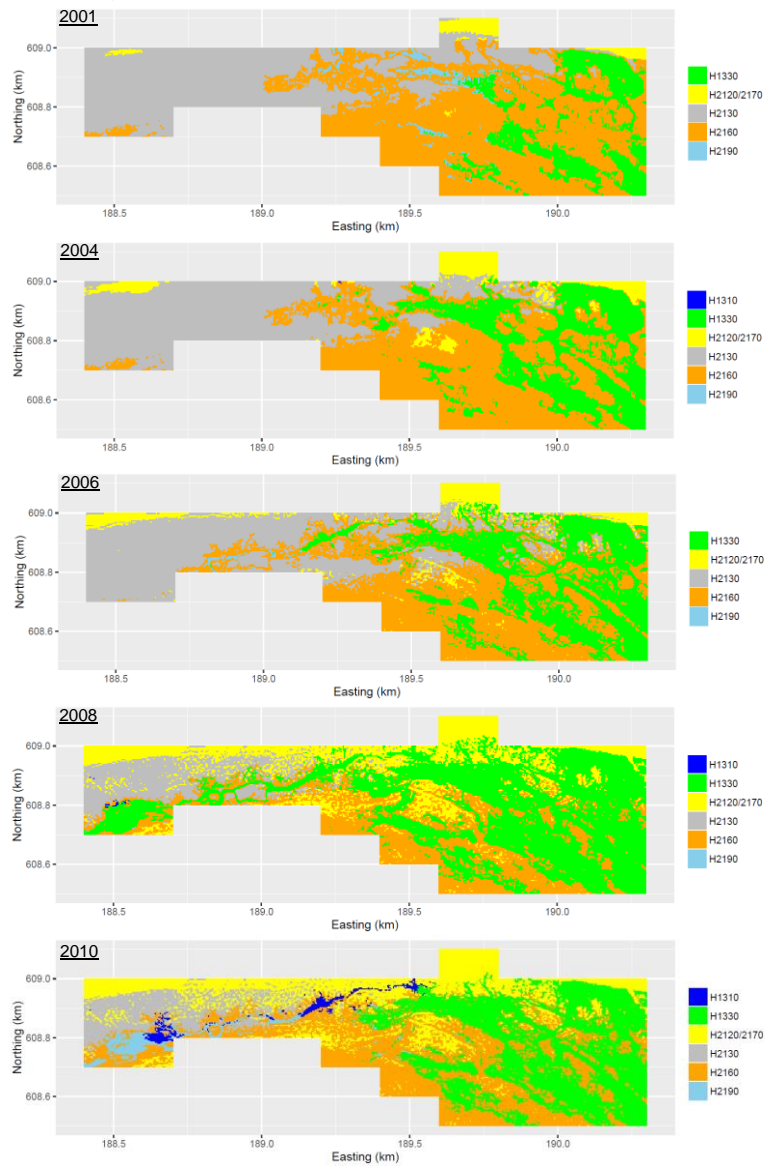 2001
609.0
608.8
608.6
Northing (km)
188.5
189.0
189.5
190.0
Easting (km)
H1330
H2120/2170
H2130
H2160
H2190
2004
609.0
608.8
608.6
Northing (km)
188.5
189.0
189.5
190.0
Easting (km)
H1310
H1330
H2120/2170
H2130
H2160
H2190
2006
609.0
608.8
608.6
Northing (km)
188.5
189.0
189.5
190.0
Easting (km)
H1330
H2120/2170
H2130
H2160
H2190
2008
609.0
608.8
608.6
Northing (km)
188.5
189.0
189.5
190.0
Easting (km)
H1310
H1330
H2120/2170
H2130
H2160
H2190
2010
609.0
608.8
608.6
Northing (km)
188.5
189.0
189.5
190.0
Easting (km)
H1310
H1330
H2120/2170
H2130
H2160
H2190